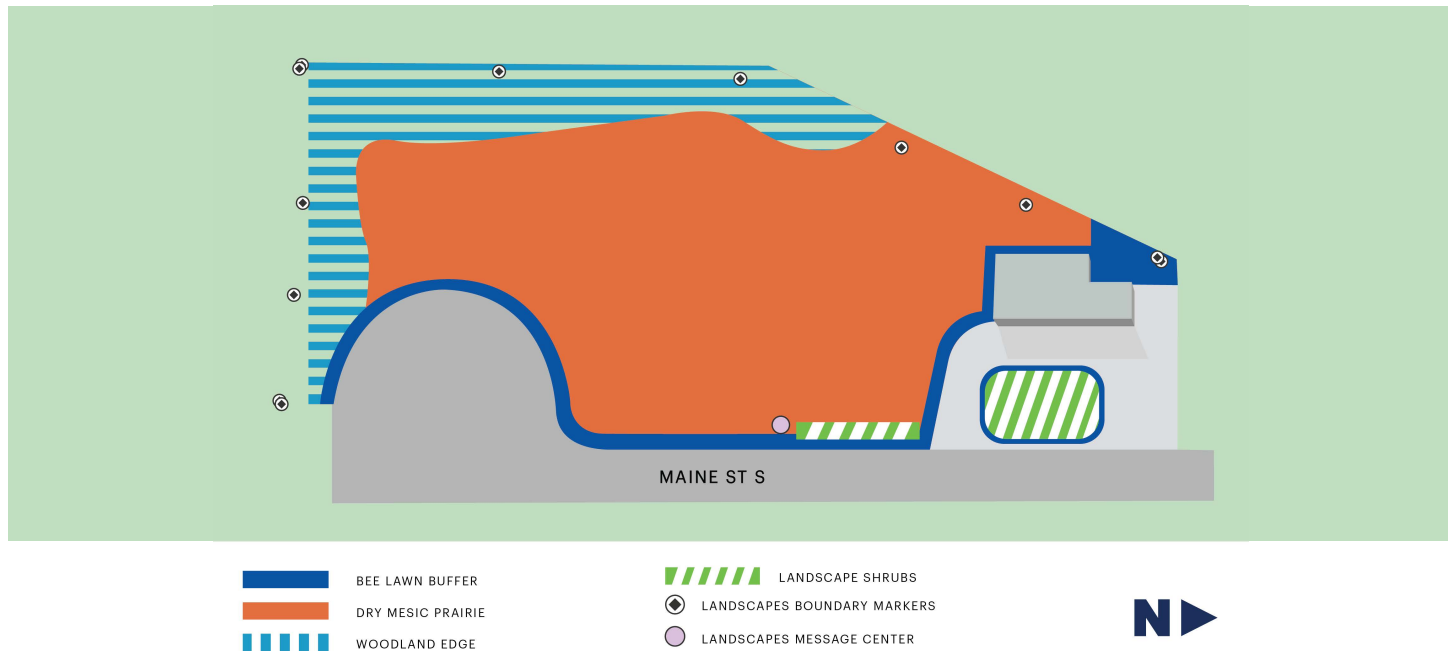 MAINE ST S
BEE LAWN BUFFER
DRY MESIC PRAIRIE
WOODLAND EDGE
LANDSCAPE SHRUBS
LANDSCAPES BOUNDARY MARKERS
LANDSCAPES MESSAGE CENTER
N